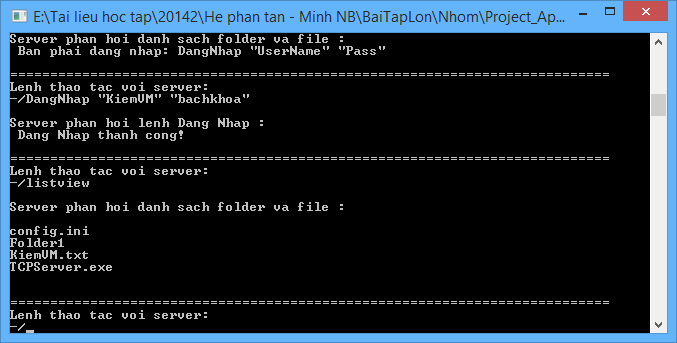 E:\Tai lieu hoc tap\20142\He phan tan - Minh NB\BaiTapLon\Nhom\Project_Ap...
Server phan hoi danh sach folder va file :
Ban phai dang nhap: DangNhap "UserName" "Pass"
===========================================================================
Lenh thao tac voi server:
~/DangNhap "KiemVM" "bachkhoa"
Server phan hoi lenh Dang Nhap :
Dang Nhap thanh cong!
===========================================================================
Lenh thao tac voi server:
~/listview
Server phan hoi danh sach folder va file :
config.ini
Folder1
KiemVM.txt
TCPServer.exe
===========================================================================
Lenh thao tac voi server:
~/_